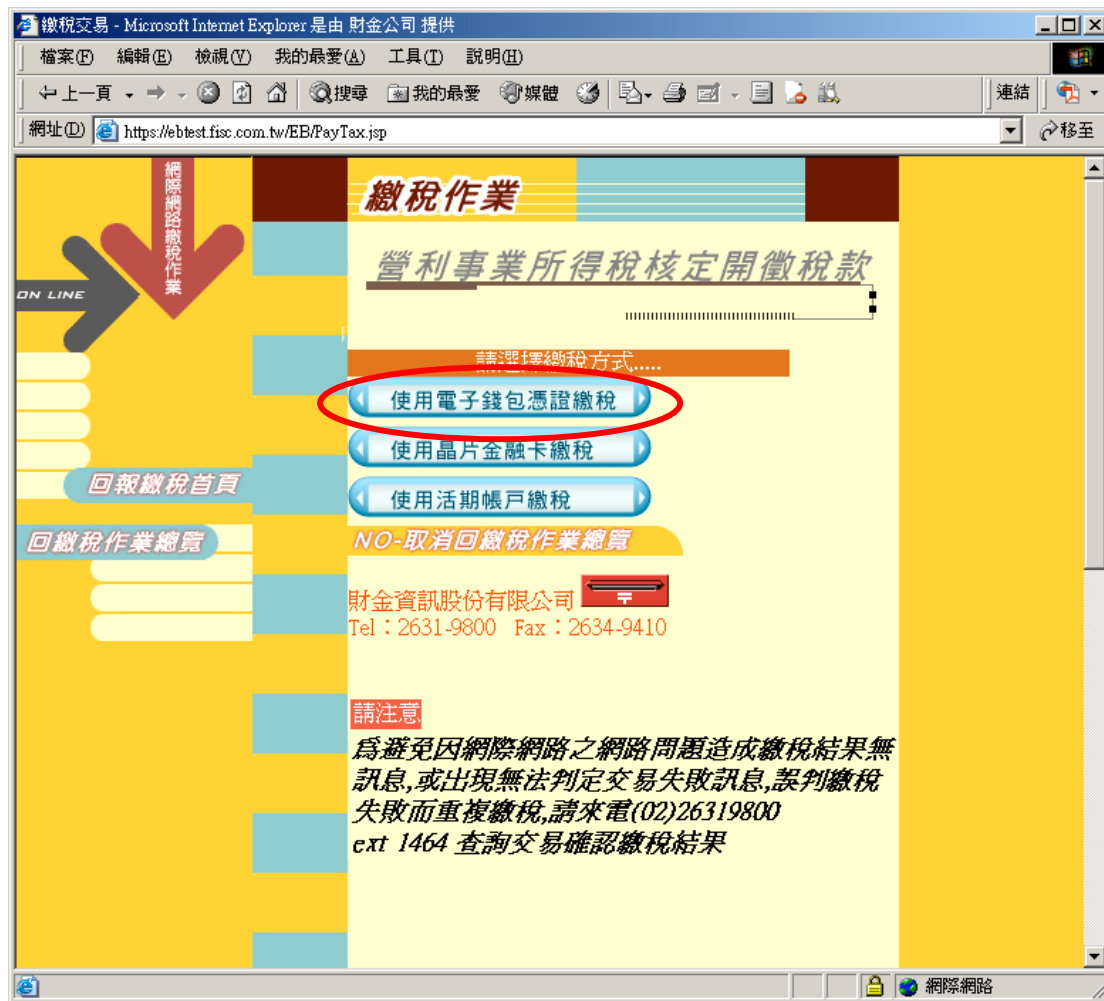 繳稅交易 - Microsoft Internet Explorer 是由 財金公司 提供
檔案(F) 編輯(E) 檢視(V) 我的最愛(A) 工具(T) 說明(H)
上一頁 搜尋 我的最愛 媒體 連結
網址(D) https://ebtest.fisc.com.tw/EB/PayTax.jsp 移至
網際網路繳稅作業
ON LINE
繳稅作業
營利事業所得稅核定開徵稅款
請選擇繳稅方式.....
使用電子錢包憑證繳稅
使用晶片金融卡繳稅
使用活期帳戶繳稅
回報繳稅首頁
回繳稅作業總覽
NO-取消回繳稅作業總覽
財金資訊股份有限公司
Tel：2631-9800 Fax：2634-9410
請注意
為避免因網際網路之網路問題造成繳稅結果無
訊息,或出現無法判定交易失敗訊息,誤判繳稅
失敗而重複繳稅,請來電(02)26319800
ext 1464 查詢交易確認繳稅結果
網際網路